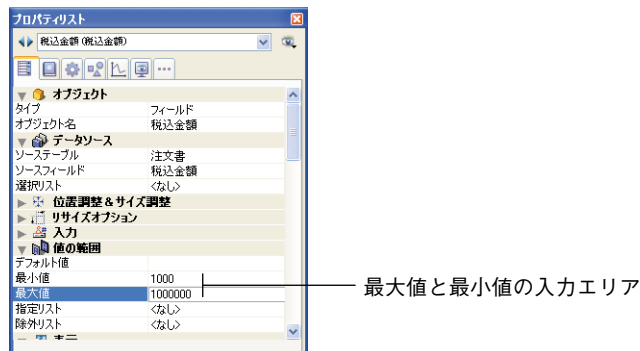 プロパティリスト
税込金額 (税込金額)
オブジェクト
タイプ フィールド
オブジェクト名 税込金額
データソース
ソーステーブル 注文書
ソースフィールド 税込金額
選択リスト <なし>
位置調整&サイズ調整
リサイズオプション
入力
値の範囲
デフォルト値
最小値 1000
最大値 1000000
指定リスト <なし>
除外リスト <なし>
最大値と最小値の入力エリア